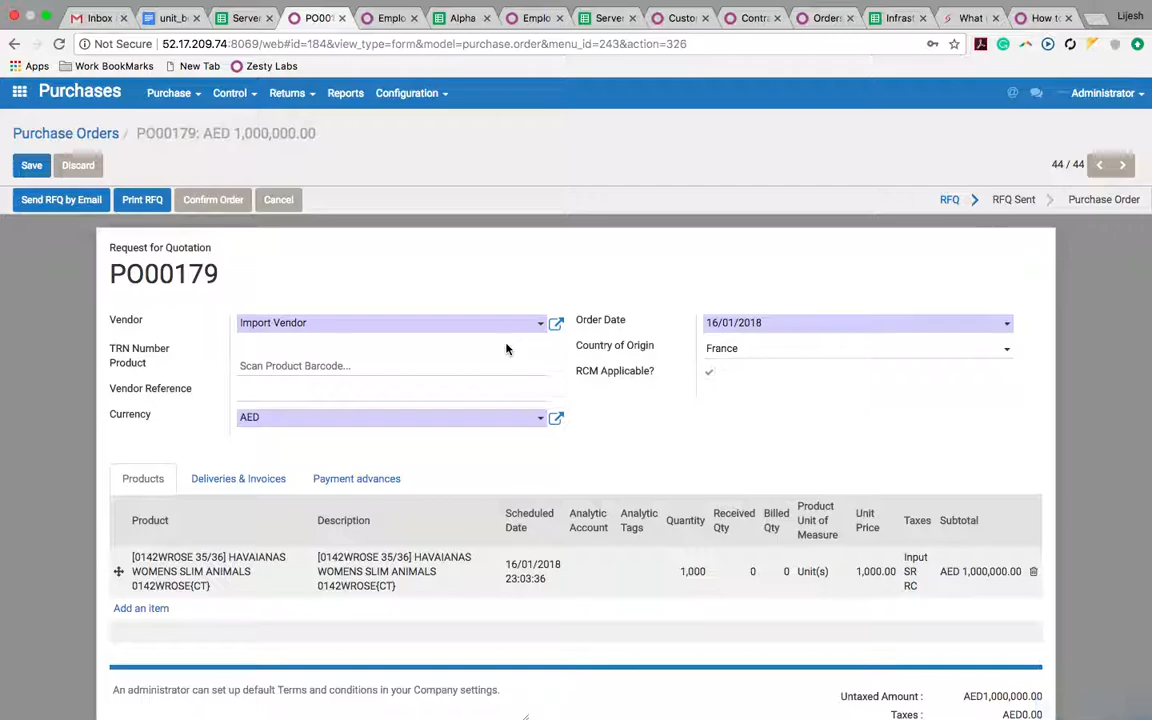 Inbox
unit_b
Server
PO001
Emplo
Alpha
Emplo
Serve
Custo
Contra
Orders
Infrast
What
How to
Lijesh
Not Secure 52.17.209.74:8069/web#id=184&view_type=form&model=purchase.order&menu_id=243&action=326
Apps Work BookMarks New Tab Zesty Labs
Purchases Purchase Control Returns Reports Configuration Administrator
Purchase Orders / PO00179: AED 1,000,000.00
Save Discard 44 / 44
Send RFQ by Email Print RFQ Confirm Order Cancel RFQ RFQ Sent Purchase Order
Request for Quotation
PO00179
Vendor Import Vendor Order Date 16/01/2018
TRN Number Country of Origin France
Product Scan Product Barcode... RCM Applicable?
Vendor Reference
Currency AED
Products Deliveries & Invoices Payment advances
Product Description Scheduled Date Analytic Account Analytic Tags Quantity Received Qty Billed Qty Product Unit of Measure Unit Price Taxes Subtotal
[0142WROSE 35/36] HAVAIANAS WOMENS SLIM ANIMALS 0142WROSE{CT} [0142WROSE 35/36] HAVAIANAS WOMENS SLIM ANIMALS 0142WROSE{CT} 16/01/2018 23:03:36 1,000 0 0 Unit(s) 1,000.00 Input SR RC AED 1,000,000.00
Add an item
An administrator can set up default Terms and conditions in your Company settings.
Untaxed Amount : AED1,000,000.00
Taxes : AED0.00